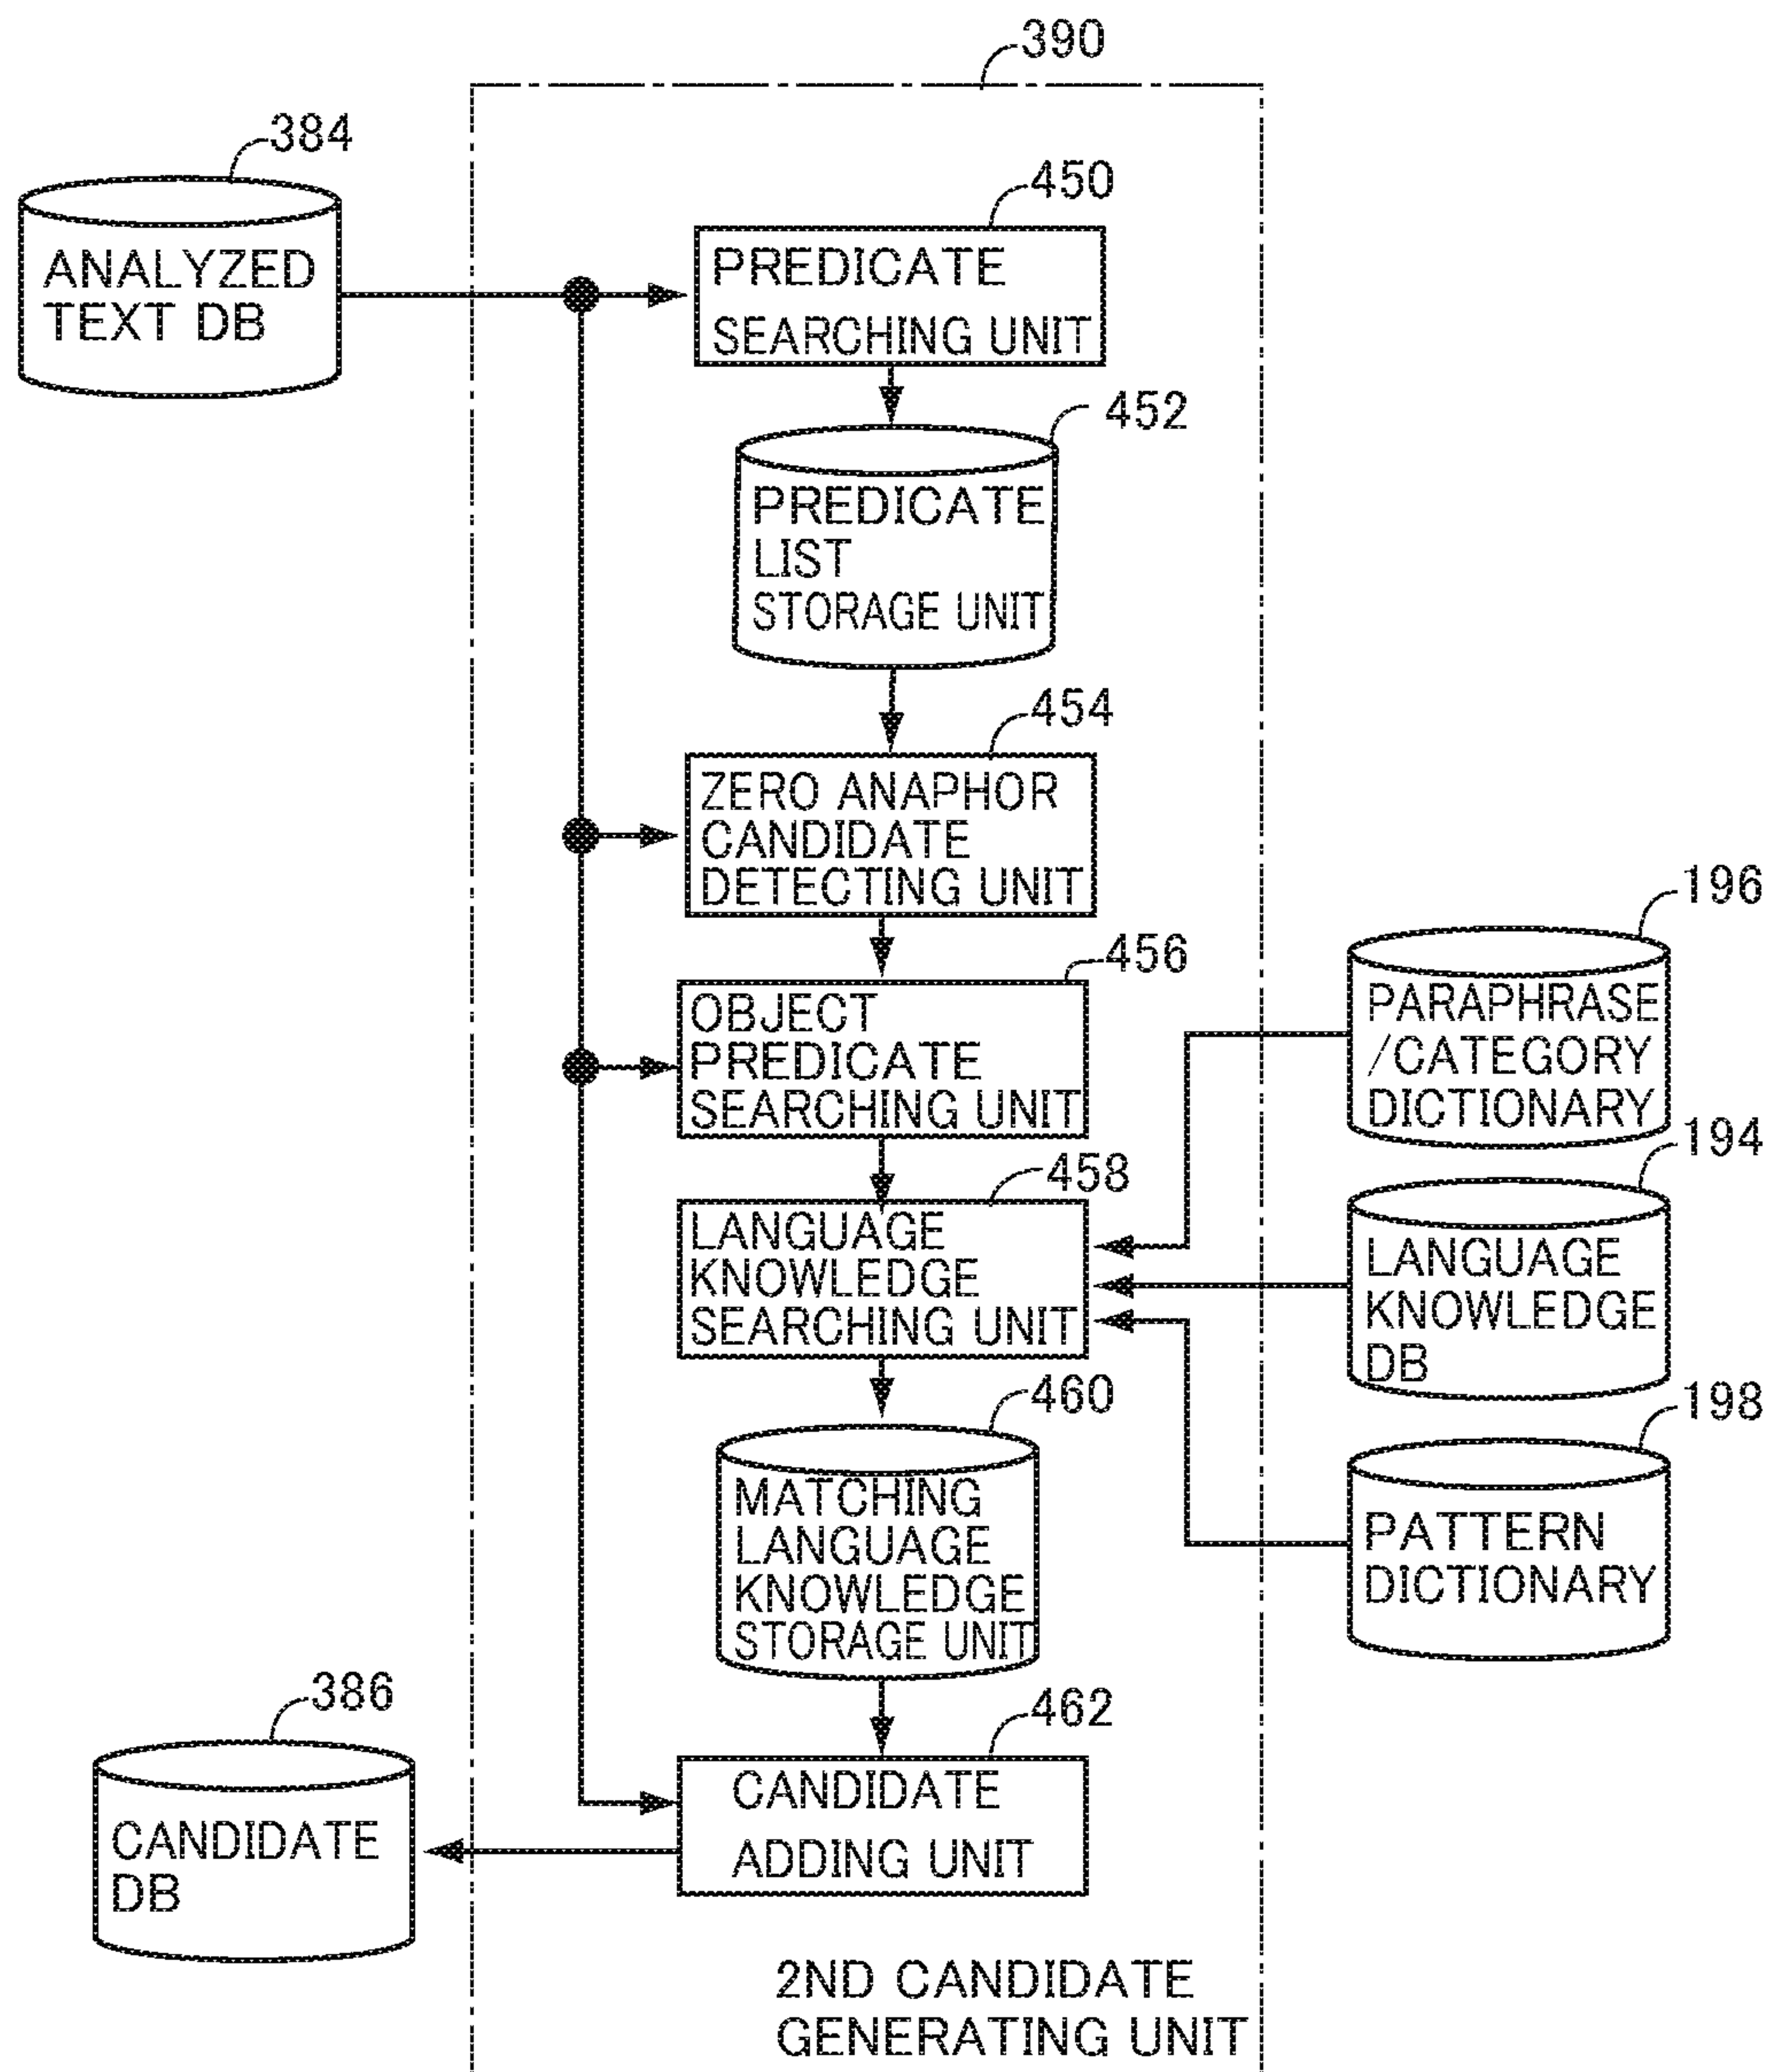 390
384
ANALYZED
TEXT DB
450
PREDICATE
SEARCHING UNIT
452
PREDICATE
LIST
STORAGE UNIT
454
ZERO ANAPHOR
CANDIDATE
DETECTING UNIT
456
OBJECT
PREDICATE
SEARCHING UNIT
196
PARAPHRASE
/CATEGORY
DICTIONARY
458
LANGUAGE
KNOWLEDGE
SEARCHING UNIT
194
LANGUAGE
KNOWLEDGE
DB
460
MATCHING
LANGUAGE
KNOWLEDGE
STORAGE UNIT
198
PATTERN
DICTIONARY
386
CANDIDATE
DB
462
CANDIDATE
ADDING UNIT
2ND CANDIDATE
GENERATING UNIT